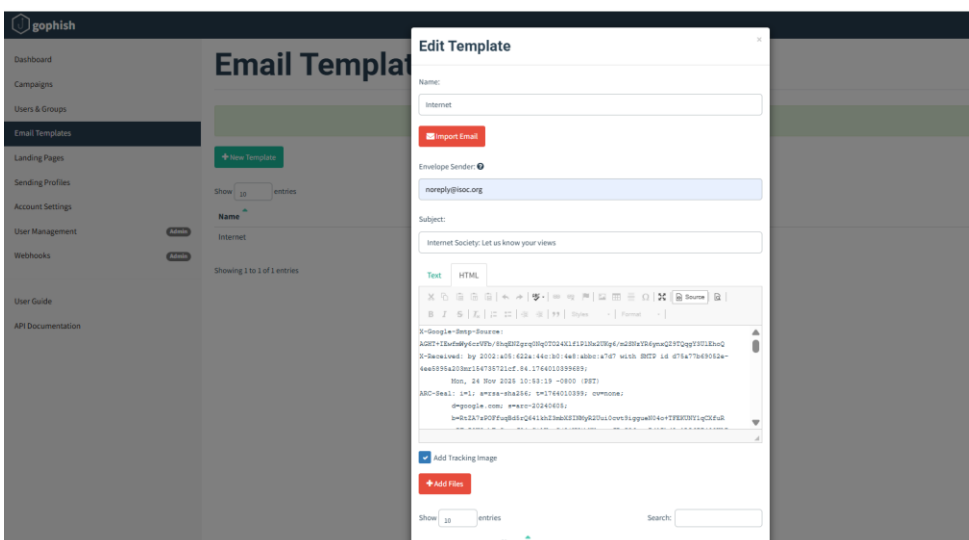 gophish
Dashboard
Campaigns
Users & Groups
Email Templates
Landing Pages
Sending Profiles
Account Settings
User Management Admin
Webhooks Admin
User Guide
API Documentation
Email Templat
+ New Template
Show 10 entries
Name
Internet
Showing 1 to 1 of 1 entries
Edit Template
×
Name:
Internet
Import Email
Envelope Sender:
noreply@isoc.org
Subject:
Internet Society: Let us know your views
Text HTML
Source
B I S Styles Format
X-Google-Smtp-Source:
X-Received: by 2002:a05:622a:44c:b0:4e8:abbc:a7d7 with SMTP id
Mon, 24 Nov 2025 10:53:19 -0800 (PST)
ARC-Seal: i=1; a=rsa-sha256; t=1764010399; cv=none;
d=google.com; s=arc-20240605;
Add Tracking Image
+ Add Files
Show 10 entries
Search: